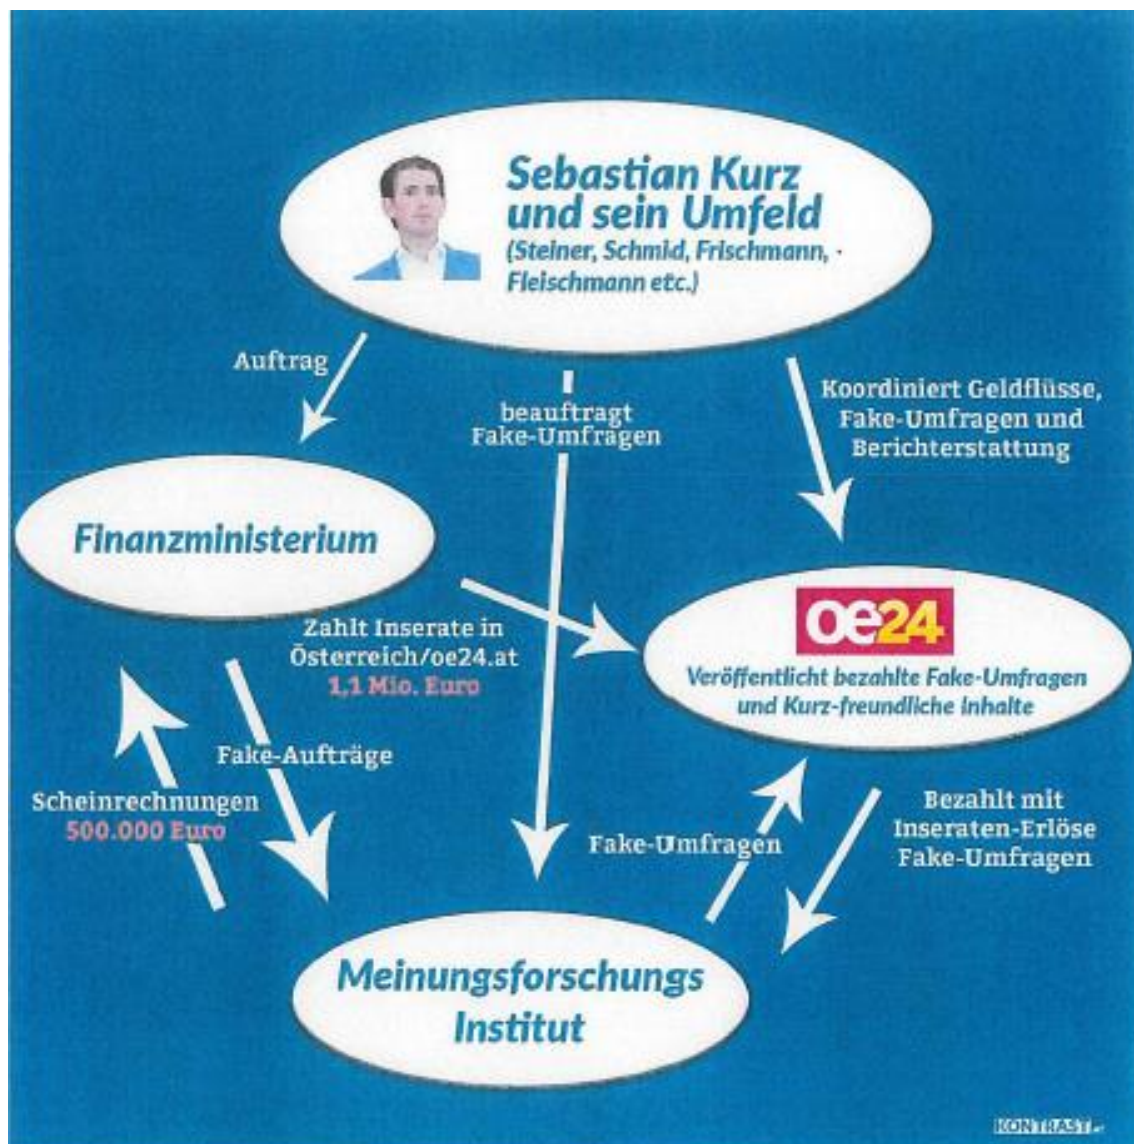 Sebastian Kurz
und sein Umfeld
(Steiner, Schmid, Frischmann,
Fleischmann etc.)
Auftrag
beauftragt
Fake-Umfragen
Koordiniert Geldflüsse,
Fake-Umfragen und
Berichterstattung
Finanzministerium
oe24
Veröffentlicht bezahlte Fake-Umfragen
und Kurz-freundliche Inhalte
Zahlt Inserate in
Österreich/oe24.at
1,1 Mio. Euro
Fake-Aufträge
Scheinrechnungen
500.000 Euro
Fake-Umfragen
Bezahlt mit
Inseraten-Erlöse
Fake-Umfragen
Meinungsforschungs
Institut
KONTRAST.at